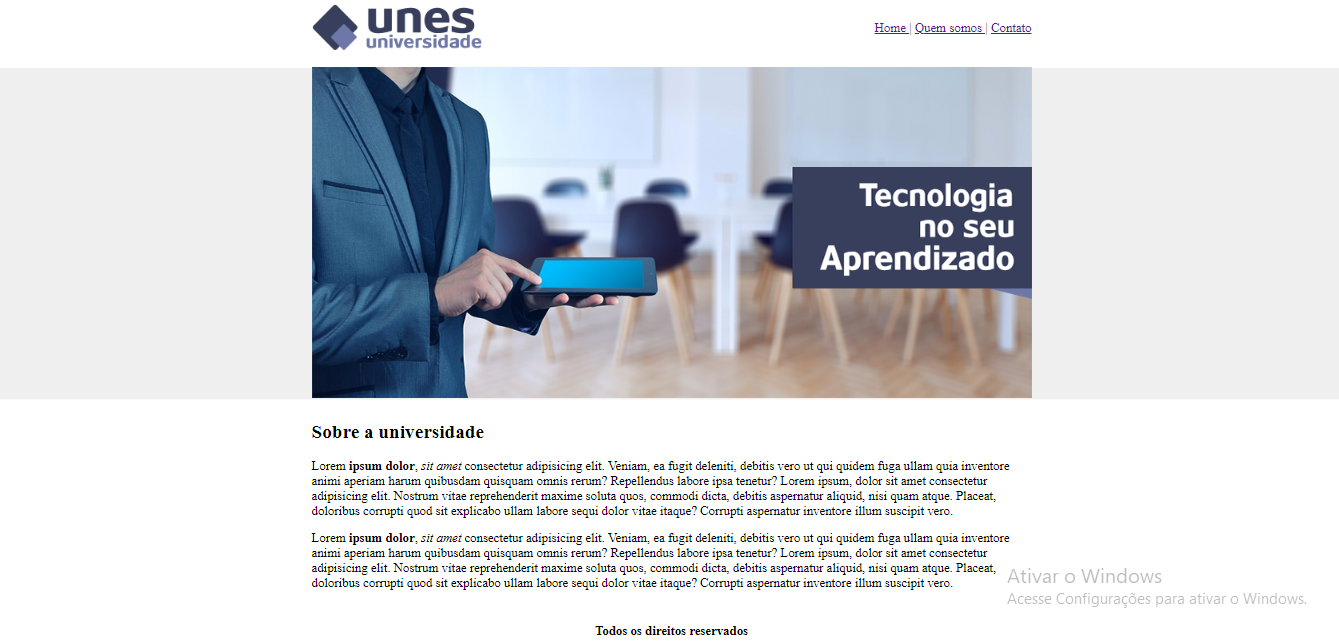 unes
universidade
Home | Quem somos | Contato
Tecnologia
no seu
Aprendizado
Sobre a universidade
Lorem ipsum dolor, sit amet consectetur adipisicing elit. Veniam, ea fugit deleniti, debitis vero ut qui quidem fuga ullam quia inventore
animi aperiam harum quibusdam quisquam omnis rerum? Repellendus labore ipsa tenetur? Lorem ipsum, dolor sit amet consectetur
adipisicing elit. Nostrum vitae reprehenderit maxime soluta quos, commodi dicta, debitis aspernatur aliquid, nisi quam atque. Placeat,
doloribus corrupti quod sit explicabo ullam labore sequi dolor vitae itaque? Corrupti aspernatur inventore illum suscipit vero.
Lorem ipsum dolor, sit amet consectetur adipisicing elit. Veniam, ea fugit deleniti, debitis vero ut qui quidem fuga ullam quia inventore
animi aperiam harum quibusdam quisquam omnis rerum? Repellendus labore ipsa tenetur? Lorem ipsum, dolor sit amet consectetur
adipisicing elit. Nostrum vitae reprehenderit maxime soluta quos, commodi dicta, debitis aspernatur aliquid, nisi quam atque. Placeat,
doloribus corrupti quod sit explicabo ullam labore sequi dolor vitae itaque? Corrupti aspernatur inventore illum suscipit vero.
Ativar o Windows
Acesse Configurações para ativar o Windows.
Todos os direitos reservados